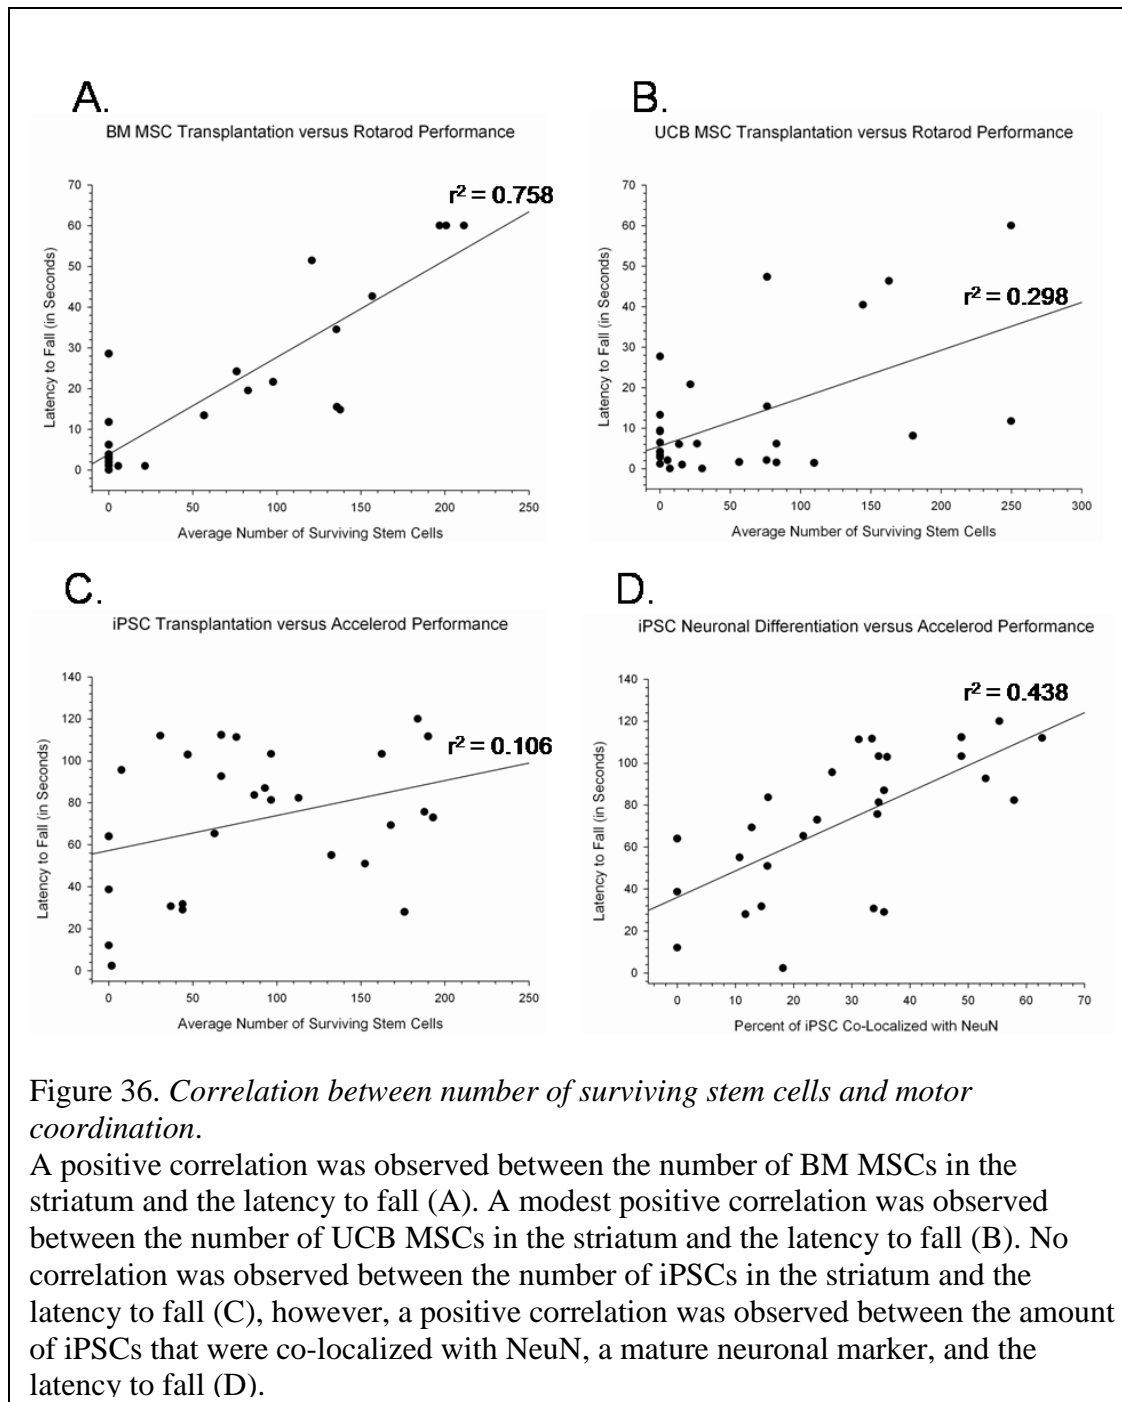 A.
BM MSC Transplantation versus Rotarod Performance
r² = 0.758
70
60
50
40
30
20
10
0
Latency to Fall (in Seconds)
0 50 100 150 200 250
Average Number of Surviving Stem Cells
B.
UCB MSC Transplantation versus Rotarod Performance
r² = 0.298
70
60
50
40
30
20
10
0
Latency to Fall (in Seconds)
0 50 100 150 200 250 300
Average Number of Surviving Stem Cells
C.
iPSC Transplantation versus Accelerod Performance
r² = 0.106
140
120
100
80
60
40
20
0
Latency to Fall (in Seconds)
0 50 100 150 200 250
Average Number of Surviving Stem Cells
D.
iPSC Neuronal Differentiation versus Accelerod Performance
r² = 0.438
140
120
100
80
60
40
20
0
Latency to Fall (in Seconds)
0 10 20 30 40 50 60 70
Percent of iPSC Co-Localized with NeuN
Figure 36. Correlation between number of surviving stem cells and motor
coordination.
A positive correlation was observed between the number of BM MSCs in the
striatum and the latency to fall (A). A modest positive correlation was observed
between the number of UCB MSCs in the striatum and the latency to fall (B). No
correlation was observed between the number of iPSCs in the striatum and the
latency to fall (C), however, a positive correlation was observed between the amount
of iPSCs that were co-localized with NeuN, a mature neuronal marker, and the
latency to fall (D).